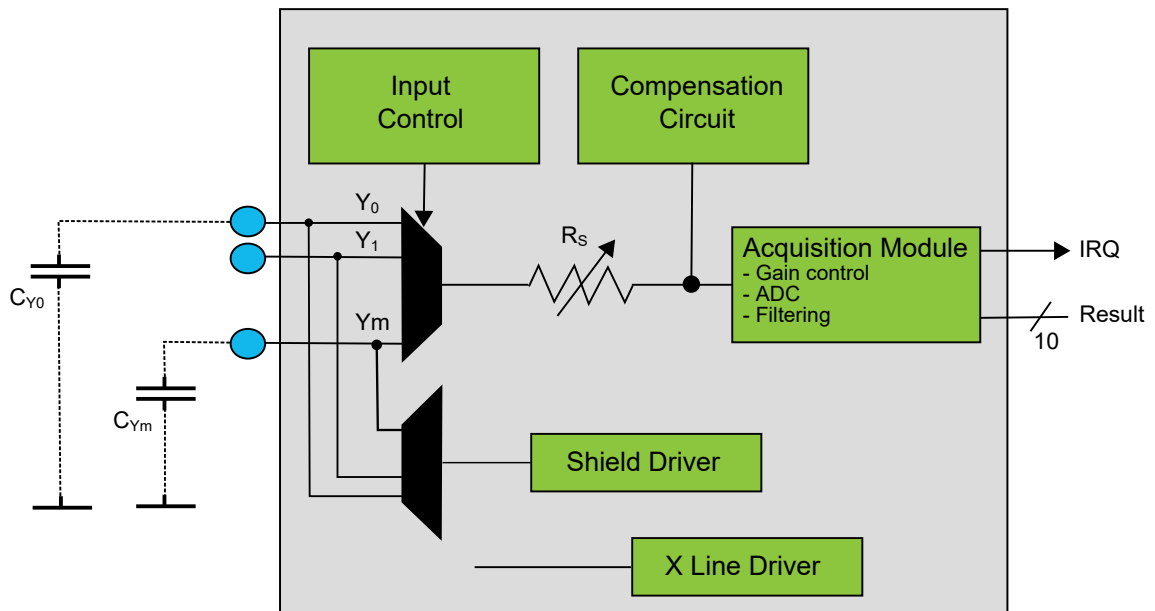 Input
Control
Compensation
Circuit
Y0
Y1
RS
Acquisition Module
- Gain control
- ADC
- Filtering
IRQ
Result
10
CY0
Ym
CYm
Shield Driver
X Line Driver